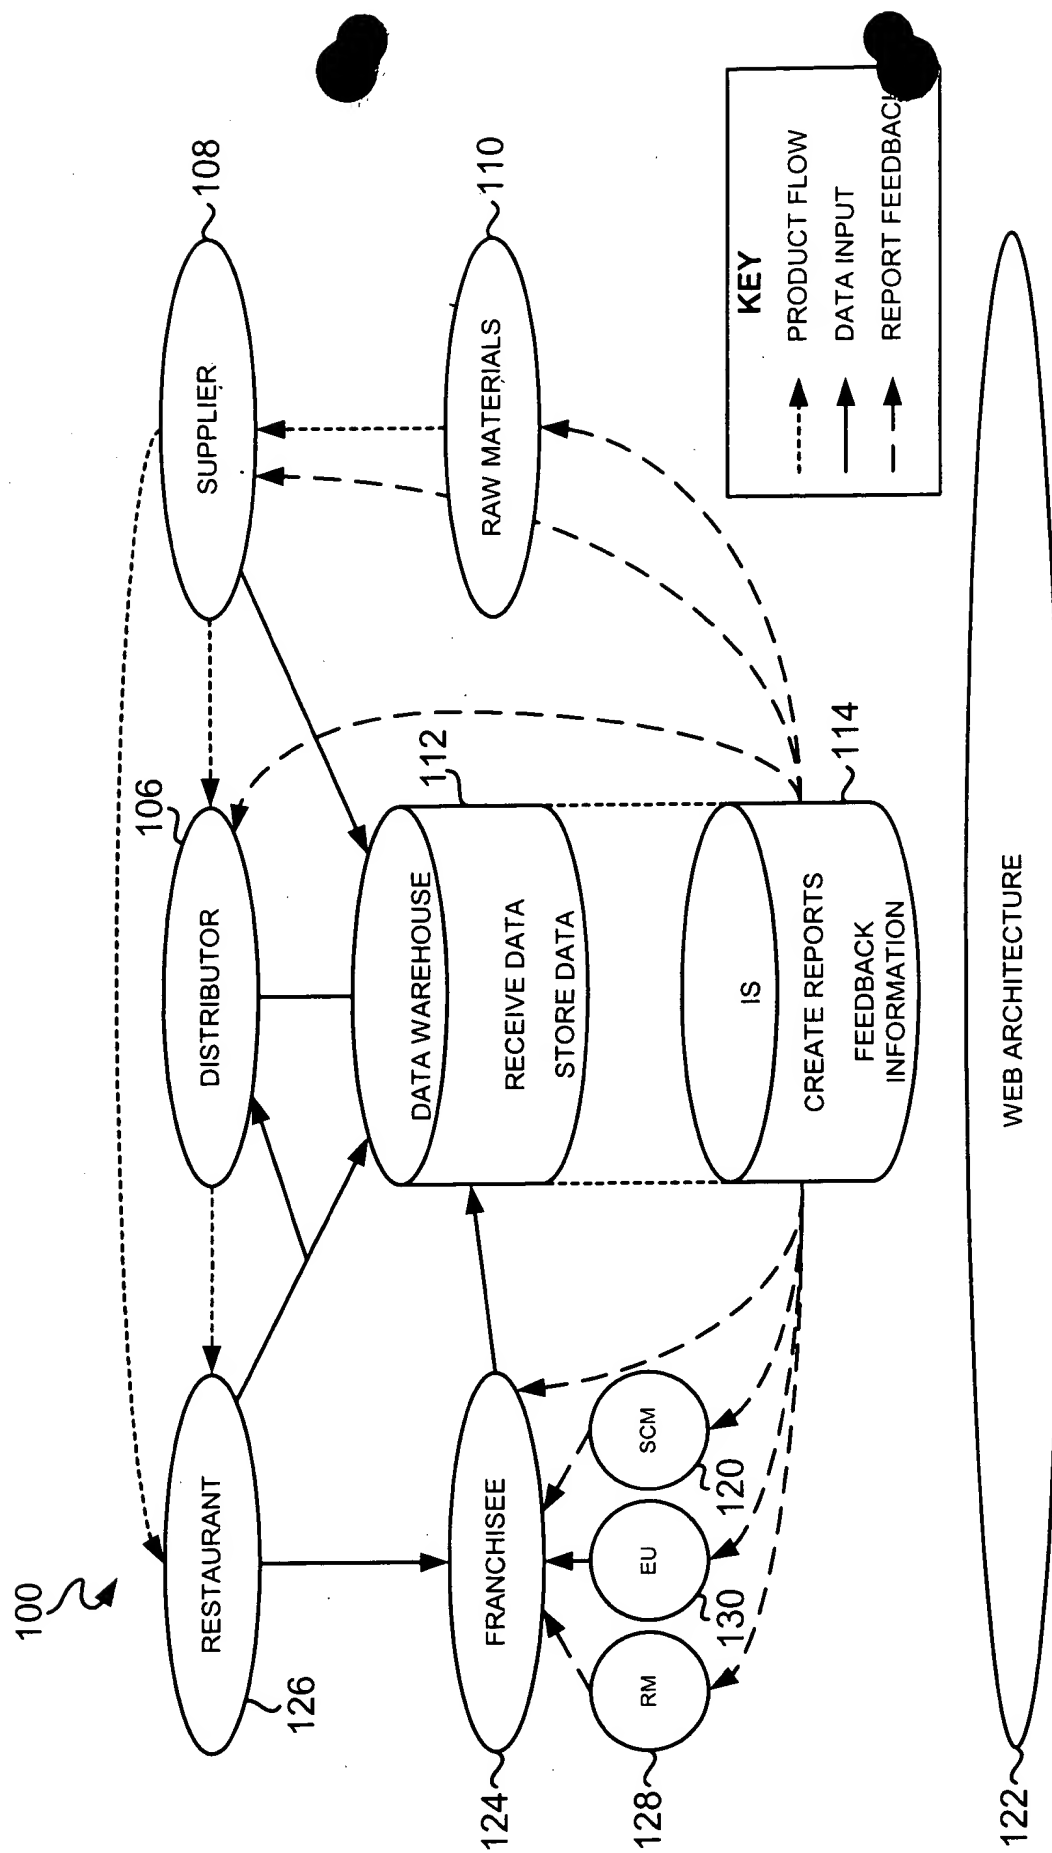 100
RESTAURANT
126
DISTRIBUTOR
106
SUPPLIER
108
FRANCHISEE
124
DATA WAREHOUSE
112
RECEIVE DATA
STORE DATA
RAW MATERIALS
110
RM
128
EU
130
SCM
120
IS
CREATE REPORTS
FEEDBACK
INFORMATION
114
KEY
PRODUCT FLOW
DATA INPUT
REPORT FEEDBACK
WEB ARCHITECTURE
122